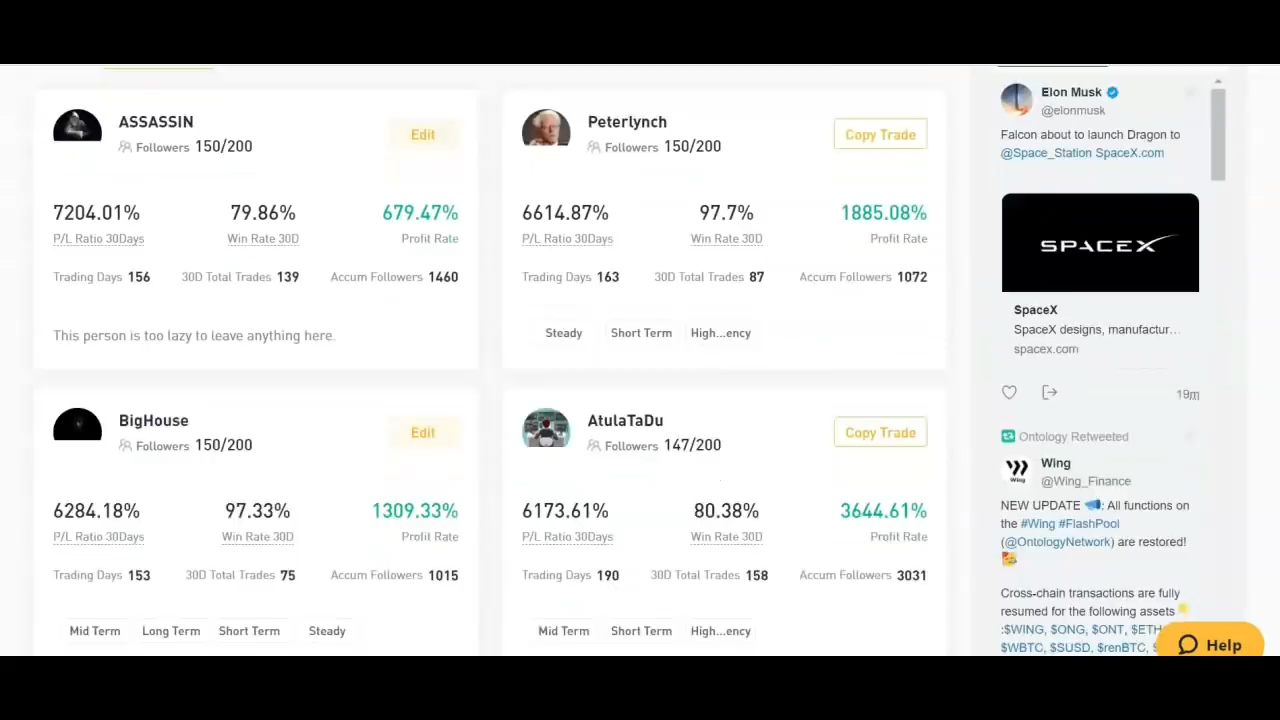 ASSASSIN
Followers 150/200
Edit
7204.01% 79.86% 679.47%
P/L Ratio 30Days Win Rate 30D Profit Rate
Trading Days 156 30D Total Trades 139 Accum Followers 1460
This person is too lazy to leave anything here.
Peterlynch
Followers 150/200
Copy Trade
6614.87% 97.7% 1885.08%
P/L Ratio 30Days Win Rate 30D Profit Rate
Trading Days 163 30D Total Trades 87 Accum Followers 1072
Steady Short Term High...ency
BigHouse
Followers 150/200
Edit
6284.18% 97.33% 1309.33%
P/L Ratio 30Days Win Rate 30D Profit Rate
Trading Days 153 30D Total Trades 75 Accum Followers 1015
Mid Term Long Term Short Term Steady
AtulaTaDu
Followers 147/200
Copy Trade
6173.61% 80.38% 3644.61%
P/L Ratio 30Days Win Rate 30D Profit Rate
Trading Days 190 30D Total Trades 158 Accum Followers 3031
Mid Term Short Term High...ency
Elon Musk
@elonmusk
Falcon about to launch Dragon to
@Space_Station SpaceX.com
SPACEX
SpaceX
SpaceX designs, manufactur…
spacex.com
19m
Ontology Retweeted
Wing
Wing
@Wing_Finance
NEW UPDATE 📣: All functions on
the #Wing #FlashPool
(@OntologyNetwork) are restored!
Cross-chain transactions are fully
resumed for the following assets
:$WING, $ONG, $ONT, $ETH
$WBTC, $SUSD, $renBTC,
Help